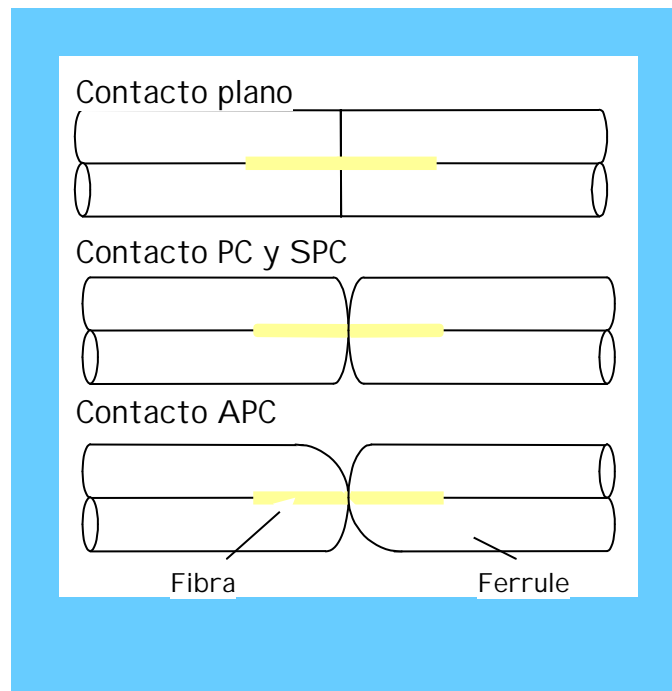 Contacto plano
Contacto PC y SPC
Contacto APC
Fibra
Ferrule